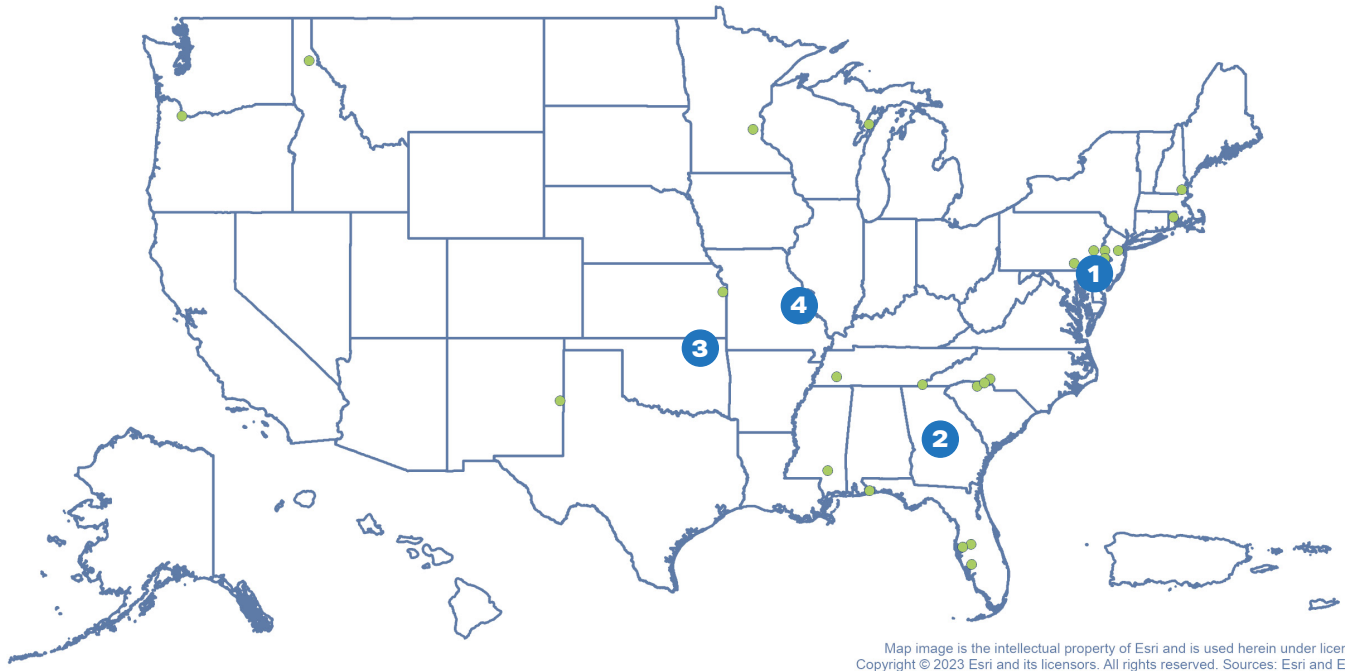 1
4
3
2
Map image is the intellectual property of Esri and is used herein under
Copyright © 2023 Esri and its licensors. All rights reserved. Sources: Esri and